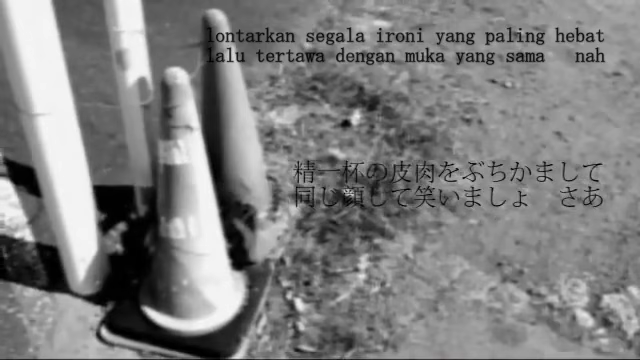 lontarkan segala ironi yang paling hebat
lalu tertawa dengan muka yang sama nah
精一杯の皮肉をぶちかまして
同じ顔して笑いましょ　さあ